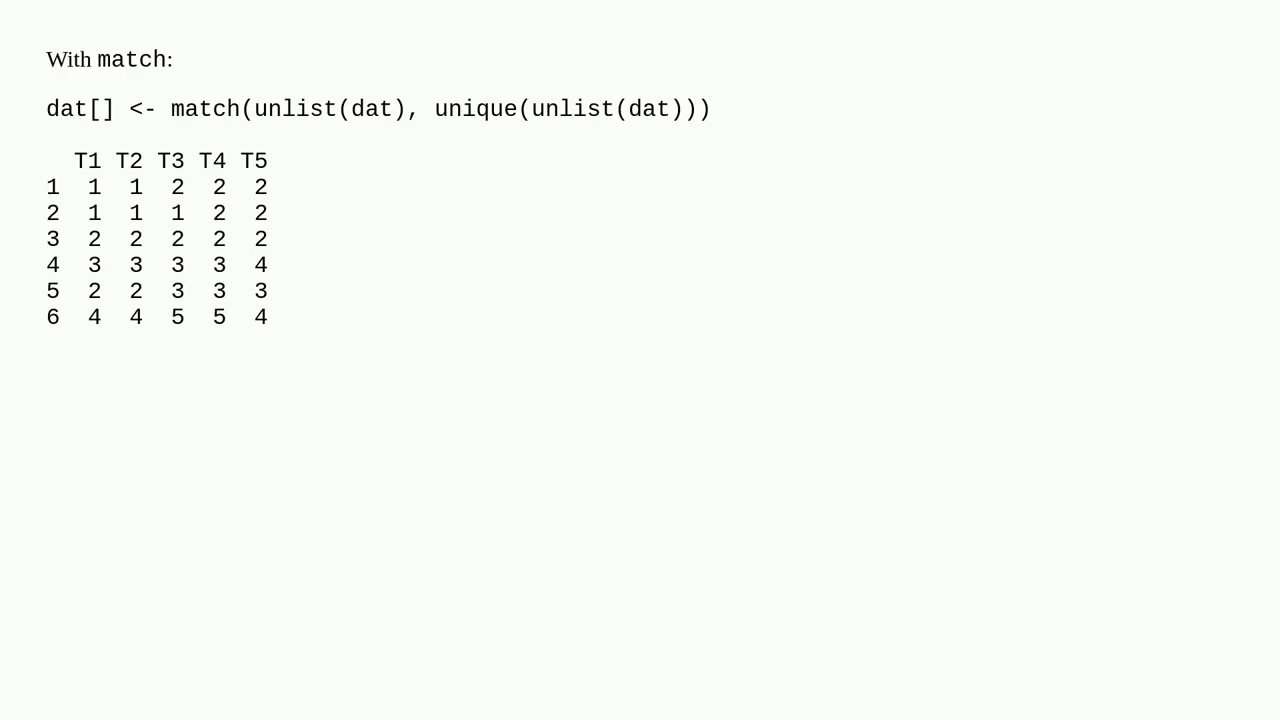 With match:
dat[] <- match(unlist(dat), unique(unlist(dat)))
  T1 T2 T3 T4 T5
1  1  1  2  2  2
2  1  1  1  2  2
3  2  2  2  2  2
4  3  3  3  3  4
5  2  2  3  3  3
6  4  4  5  5  4